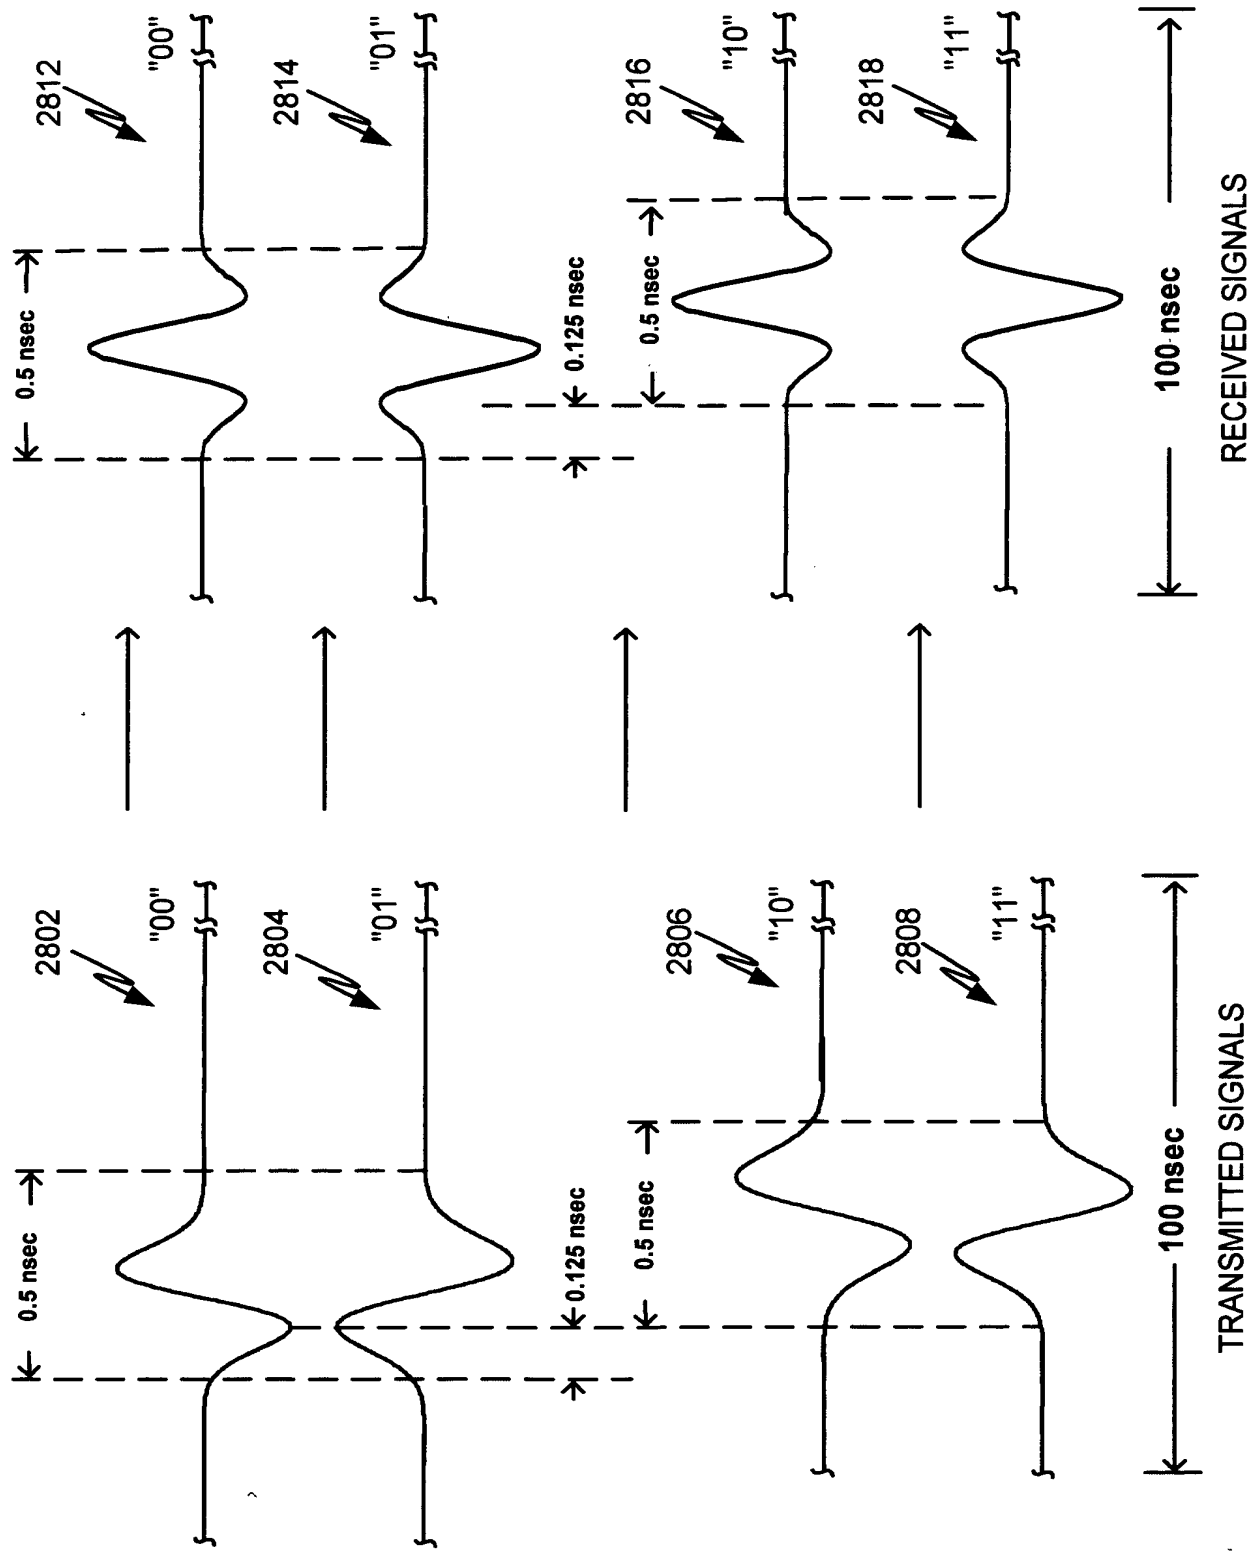 2802
"00"
0.5 nsec
2804
"01"
0.125 nsec
2806
"10"
0.5 nsec
2808
"11"
100 nsec
TRANSMITTED SIGNALS
2812
"00"
0.5 nsec
2814
"01"
0.125 nsec
2816
"10"
0.5 nsec
2818
"11"
100 nsec
RECEIVED SIGNALS